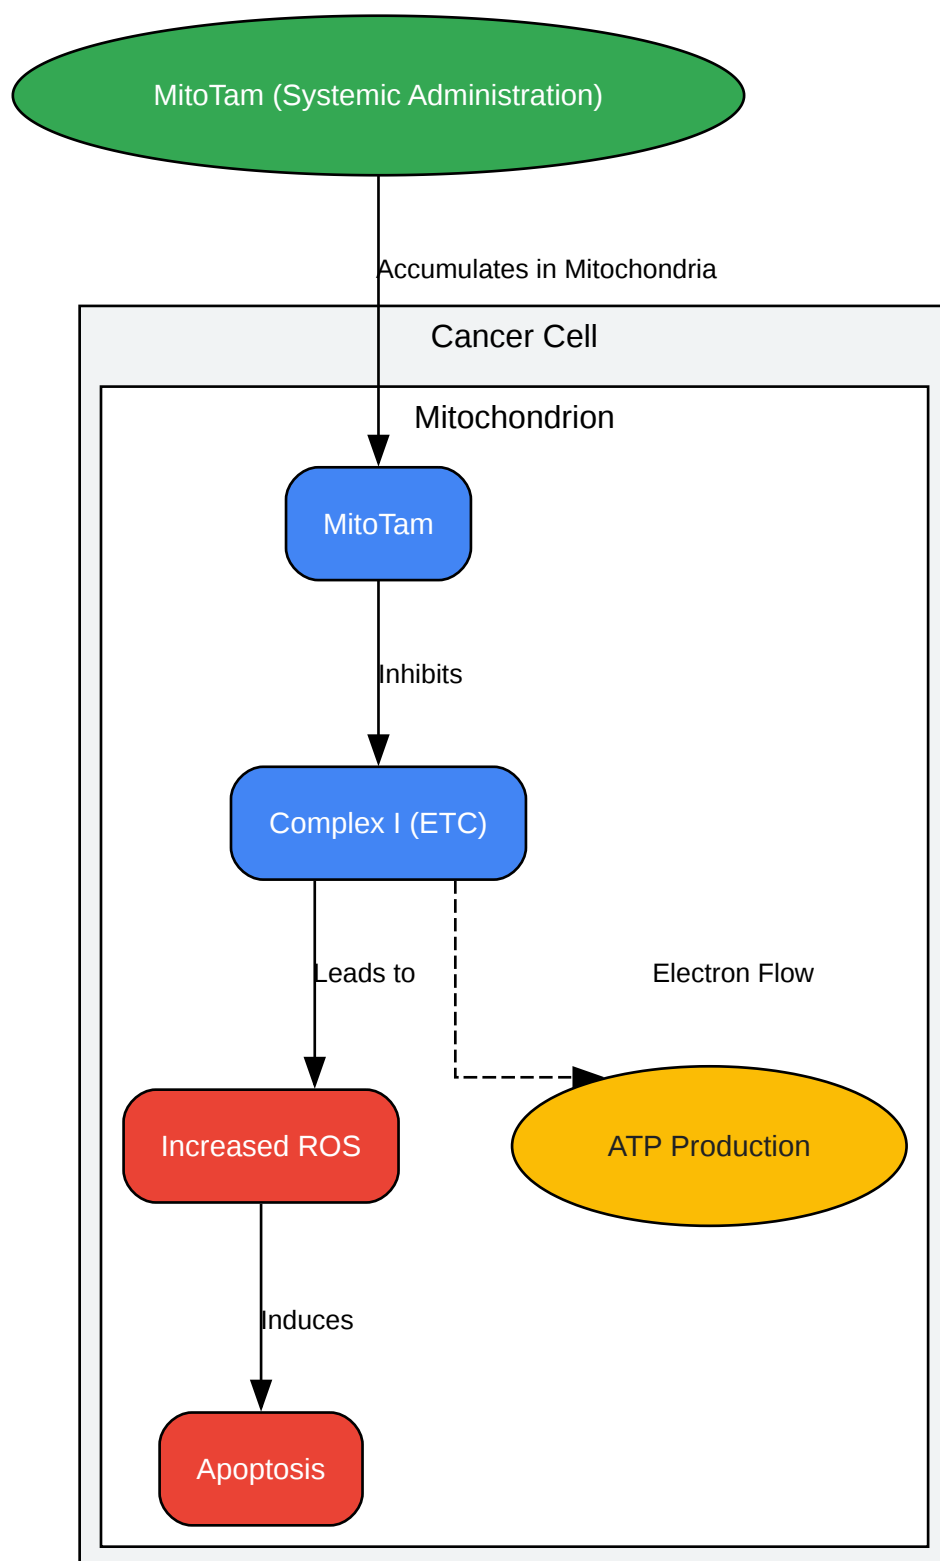 MitoTam (Systemic Administration)
Accumulates in Mitochondria
Cancer Cell
Mitochondrion
MitoTam
Inhibits
Complex I (ETC)
Leads to
Electron Flow
Increased ROS
ATP Production
Induces
Apoptosis